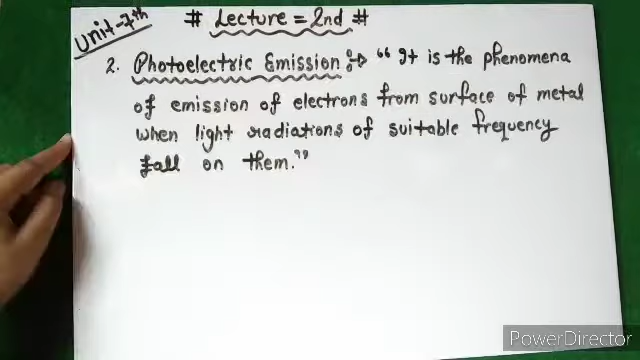 Unit-7th
# Lecture = 2nd #
2. Photoelectric Emission :-> "It is the phenomena
of emission of electrons from surface of metal
when light radiations of suitable frequency
fall on them."
PowerDirector